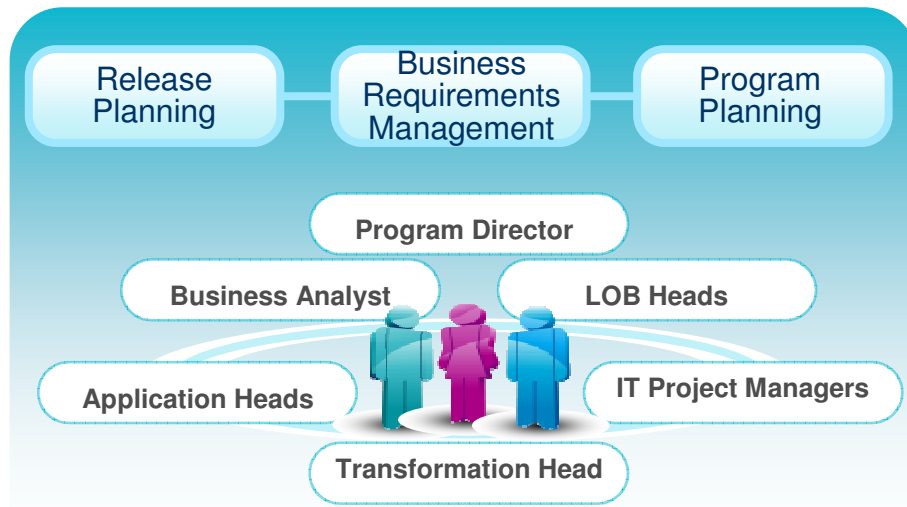 Release
Planning
Business
Requirements
Management
Program
Planning
Program Director
Business Analyst
LOB Heads
Application Heads
IT Project Managers
Transformation Head